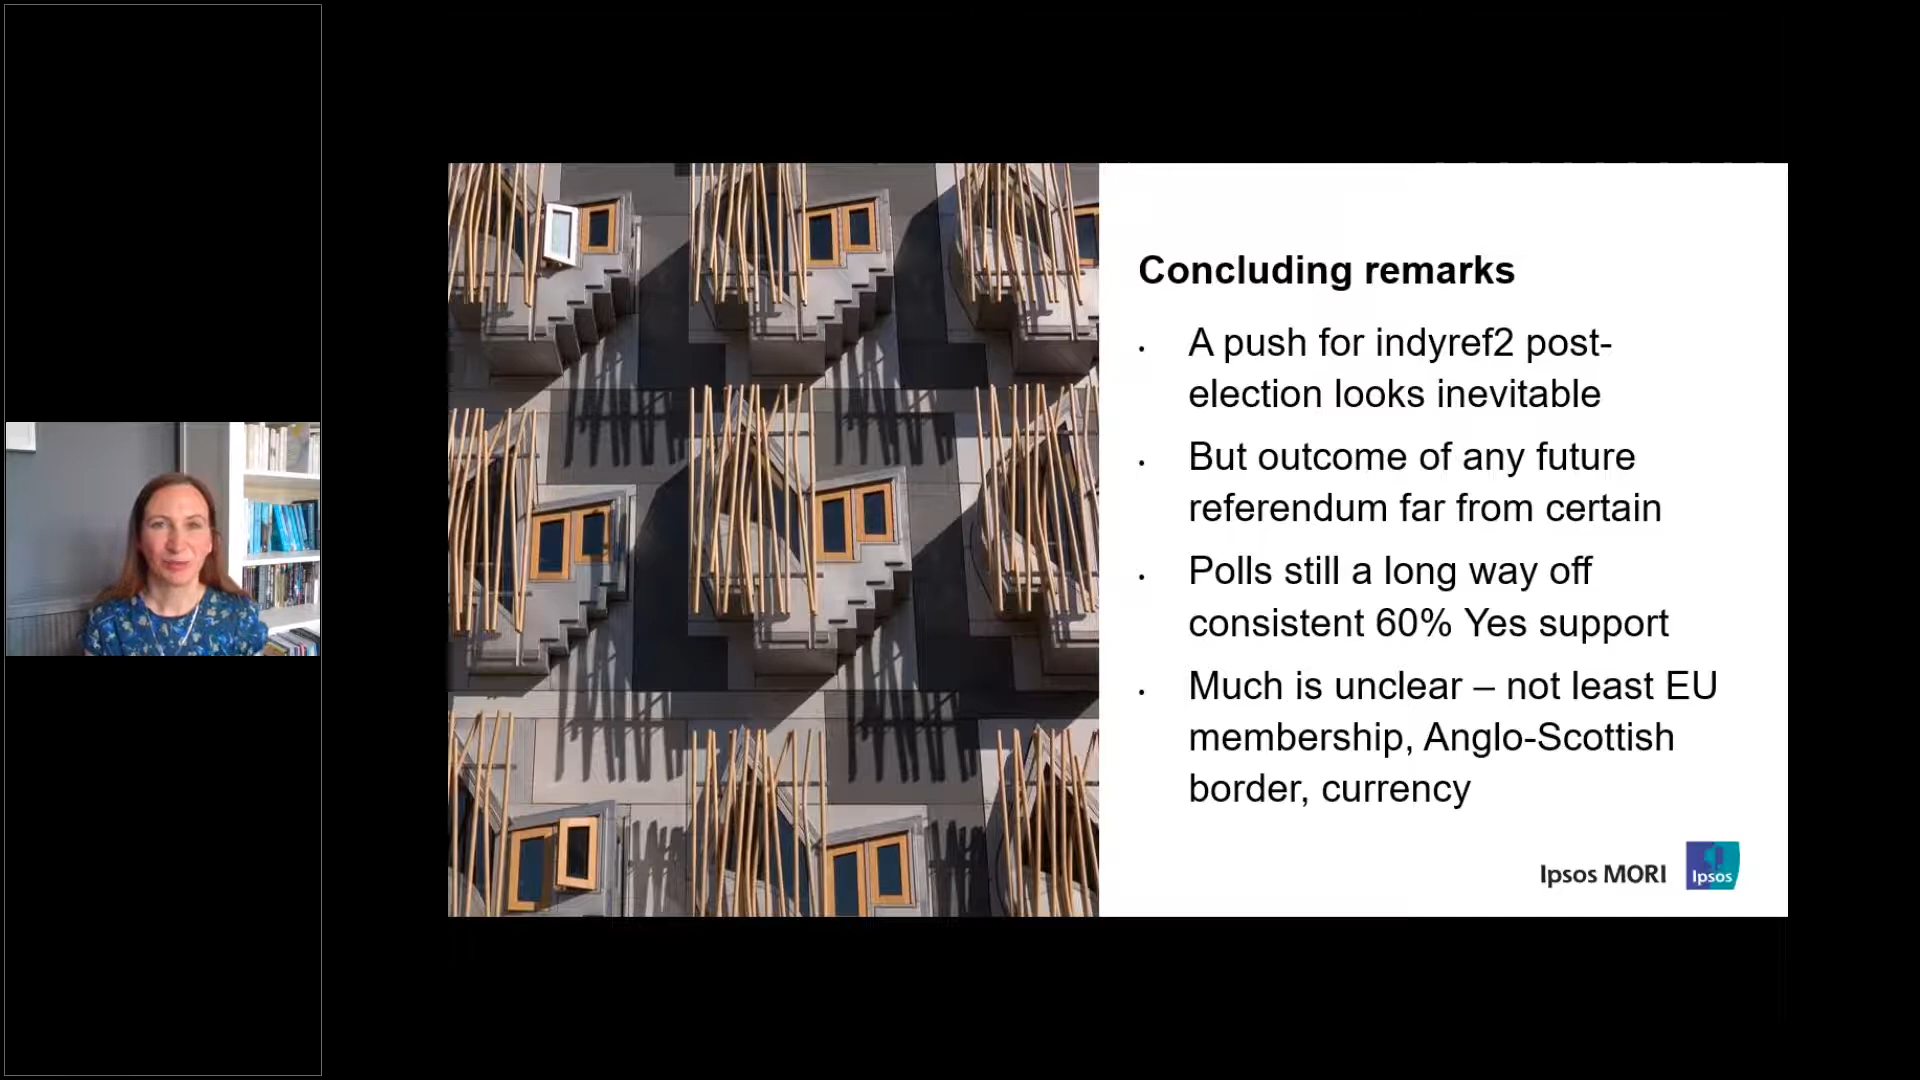 Concluding remarks
• A push for indyref2 post-
election looks inevitable
• But outcome of any future
referendum far from certain
• Polls still a long way off
consistent 60% Yes support
• Much is unclear – not least EU
membership, Anglo-Scottish
border, currency
Ipsos MORI
Ipsos